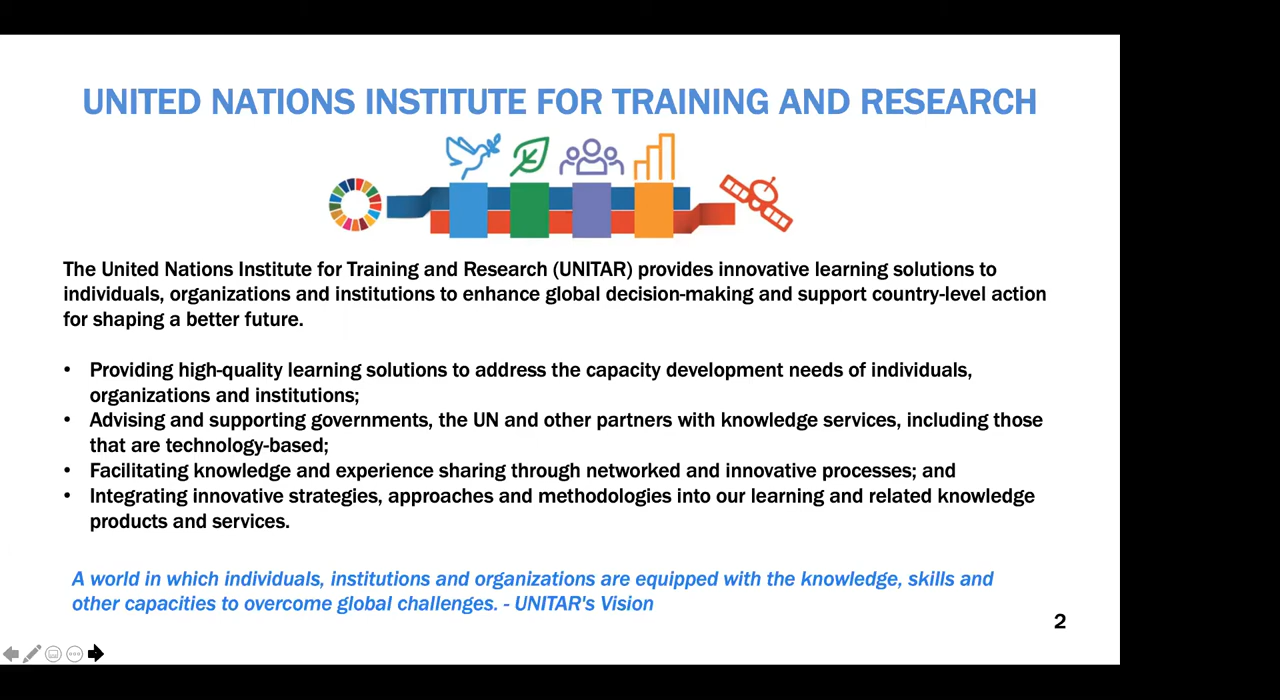 UNITED NATIONS INSTITUTE FOR TRAINING AND RESEARCH
The United Nations Institute for Training and Research (UNITAR) provides innovative learning solutions to
individuals, organizations and institutions to enhance global decision-making and support country-level action
for shaping a better future.
• Providing high-quality learning solutions to address the capacity development needs of individuals,
organizations and institutions;
• Advising and supporting governments, the UN and other partners with knowledge services, including those
that are technology-based;
• Facilitating knowledge and experience sharing through networked and innovative processes; and
• Integrating innovative strategies, approaches and methodologies into our learning and related knowledge
products and services.
A world in which individuals, institutions and organizations are equipped with the knowledge, skills and
other capacities to overcome global challenges. - UNITAR's Vision
2